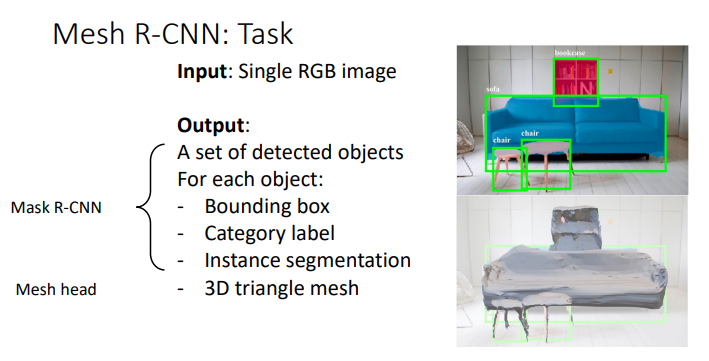 Mesh R-CNN: Task
Input: Single RGB image
Output:
A set of detected objects
For each object:
Mask R-CNN
- Bounding box
- Category label
- Instance segmentation
Mesh head
- 3D triangle mesh
bookcase
sofa
chair
chair
N